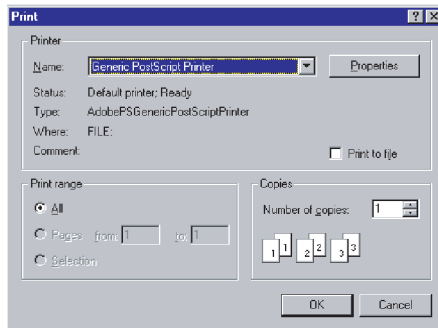 Print
Printer
Name: Generic PostScript Printer Properties
Status: Default printer; Ready
Type: AdobePSGenericPostScriptPrinter
Where: FILE:
Comment: Print to file
Print range
All
Pages from: 1 to: 1
Selection
Copies
Number of copies: 1
1 1 2 2 3 3
OK Cancel